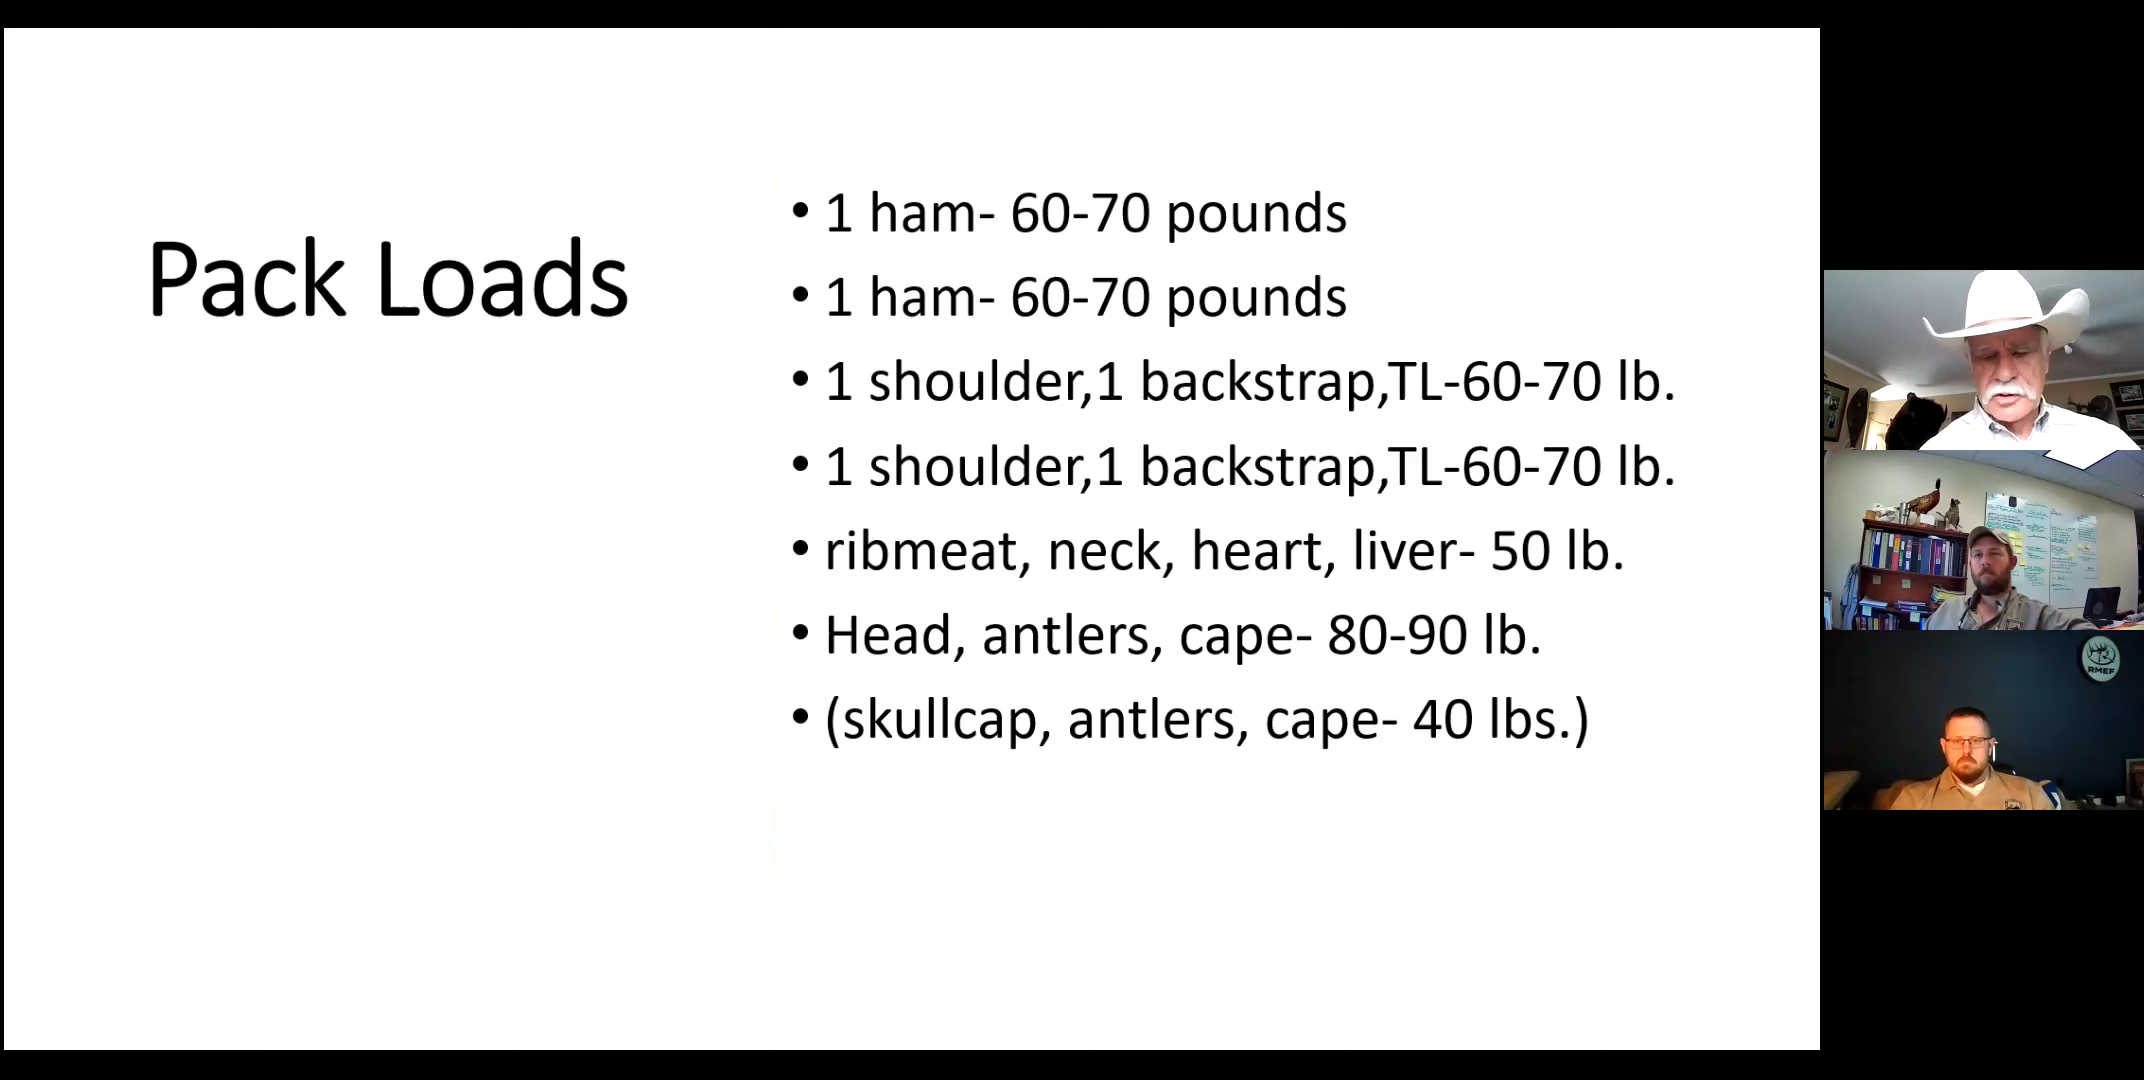 Pack Loads
• 1 ham- 60-70 pounds
• 1 ham- 60-70 pounds
• 1 shoulder,1 backstrap,TL-60-70 lb.
• 1 shoulder,1 backstrap,TL-60-70 lb.
• ribmeat, neck, heart, liver- 50 lb.
• Head, antlers, cape- 80-90 lb.
• (skullcap, antlers, cape- 40 lbs.)
RMEF